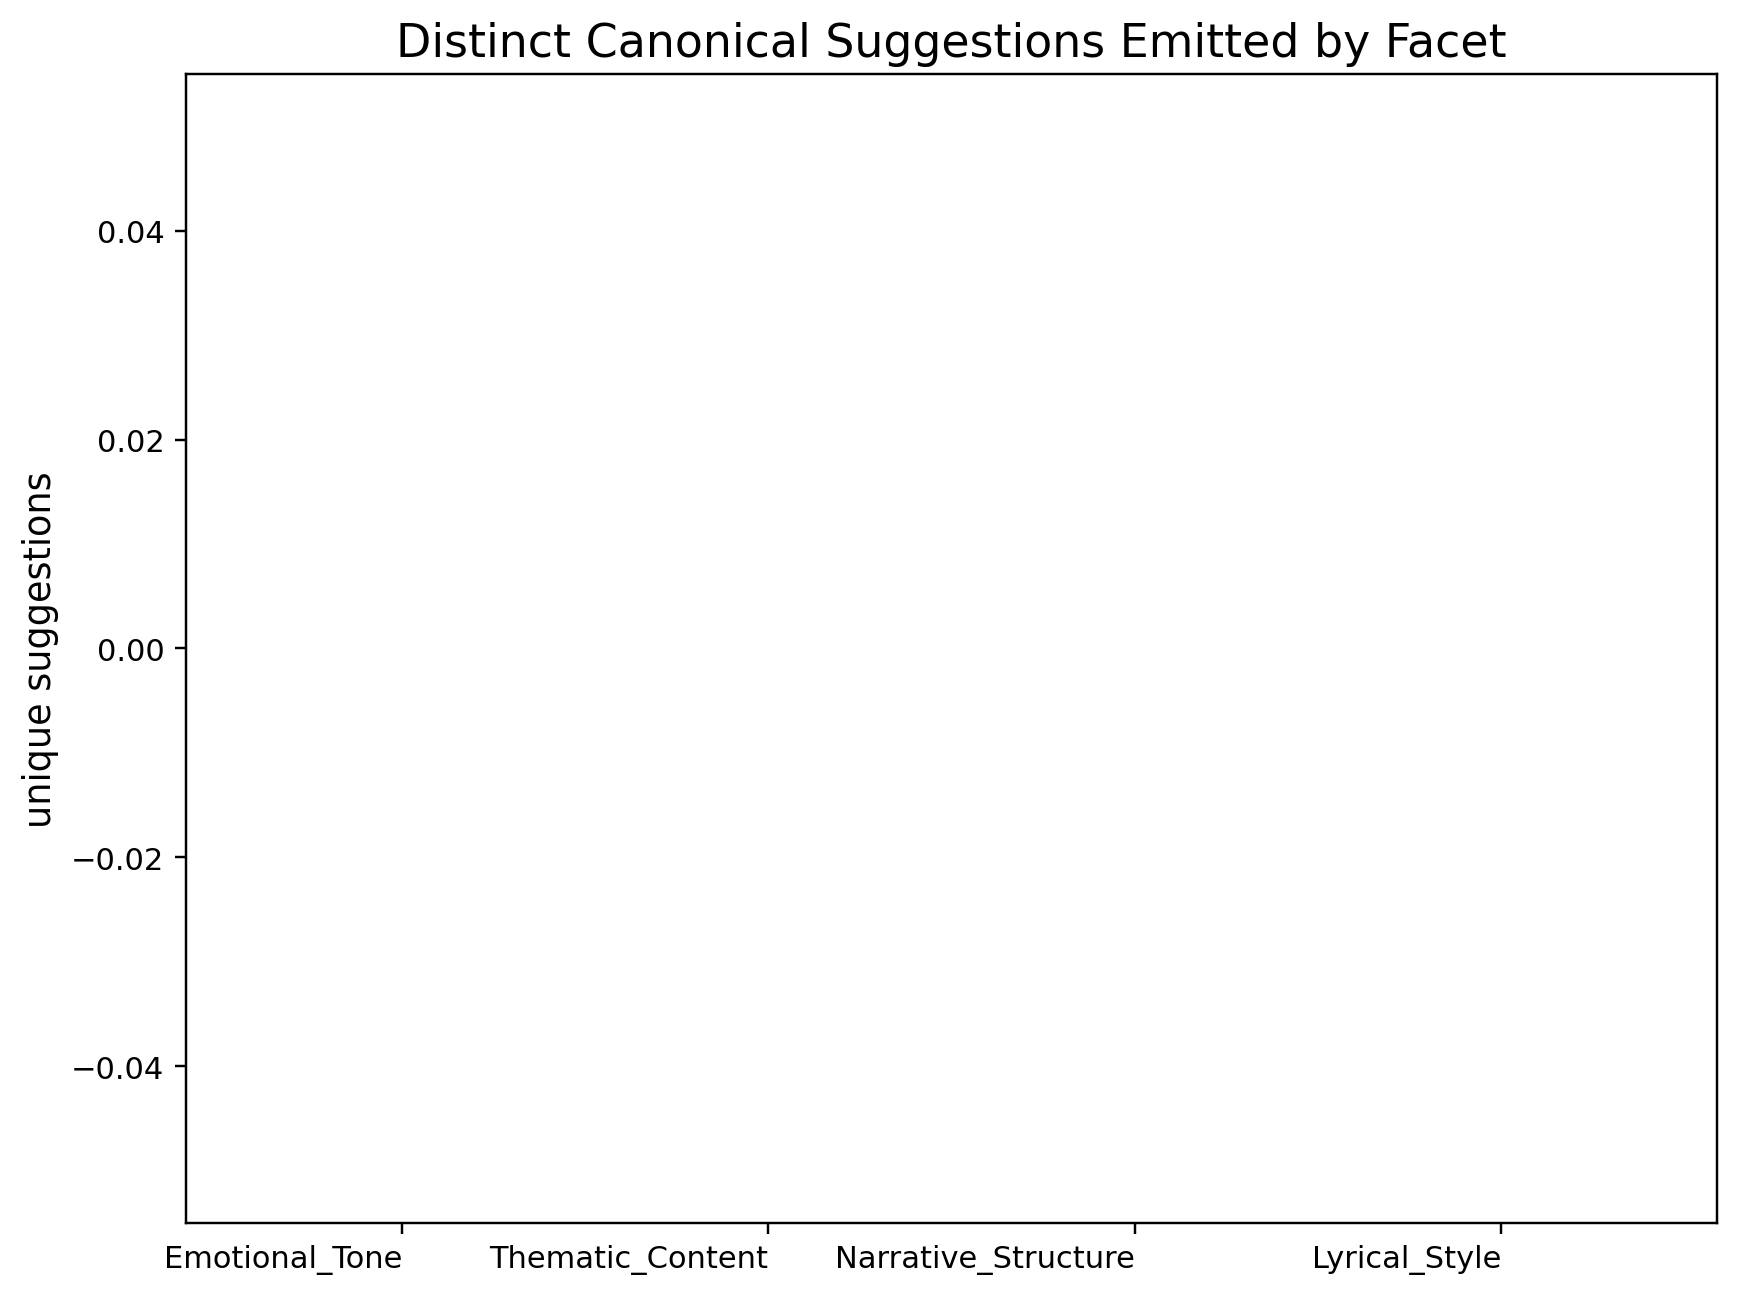 Distinct Canonical Suggestions Emitted by Facet
unique suggestions
0.04
0.02
0.00
−0.02
−0.04
Emotional_Tone Thematic_Content Narrative_Structure Lyrical_Style